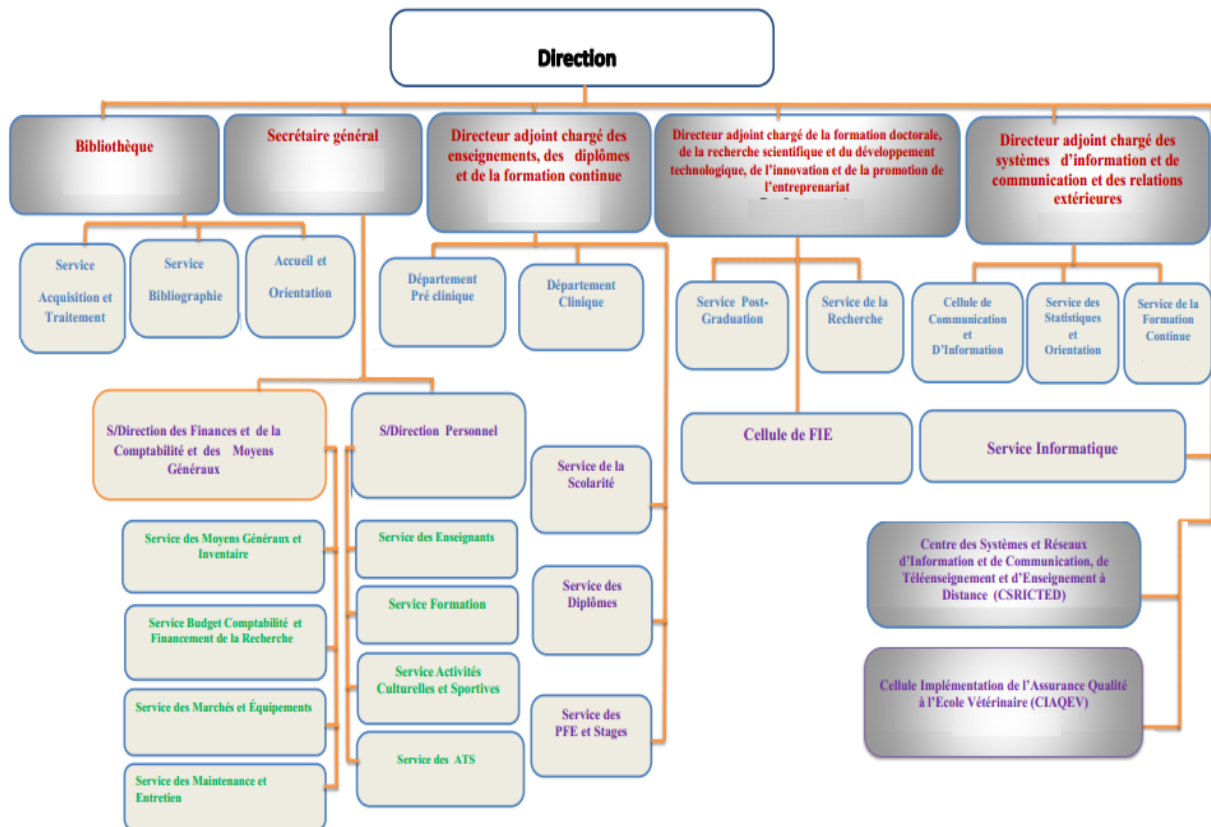 Direction
Bibliothèque
Secrétaire général
Directeur adjoint chargé des
enseignements, des diplômes
et de la formation continue
Directeur adjoint chargé de la formation doctorale,
de la recherche scientifique et du développement
technologique, de l'innovation et de la promotion de
l'entreprenariat
Directeur adjoint chargé des
systèmes d'information et de
communication et des relations
extérieures
Service
Acquisition et
Traitement
Service
Bibliographie
Accueil et
Orientation
Département
Pré clinique
Département
Clinique
Service Post-
Graduation
Service de la
Recherche
Cellule de
Communication
et
D'Information
Service des
Statistiques
et
Orientation
Service de la
Formation
Continue
S/Direction des Finances et de la
Comptabilité et des Moyens
Généraux
S/Direction Personnel
Cellule de FIE
Service Informatique
Service de la
Scolarité
Service des
Diplômes
Service des
PFE et Stages
Service des Moyens Généraux et
Inventaire
Service Budget Comptabilité et
Financement de la Recherche
Service des Marchés et Équipements
Service des Maintenance et
Entretien
Service des Enseignants
Service Formation
Service Activités
Culturelles et Sportives
Service des ATS
Centre des Systèmes et Réseaux
d'Information et de Communication, de
Téléenseignement et d'Enseignement à
Distance (CSRICTED)
Cellule Implémentation de l'Assurance Qualité
à l'Ecole Vétérinaire (CIAQEV)